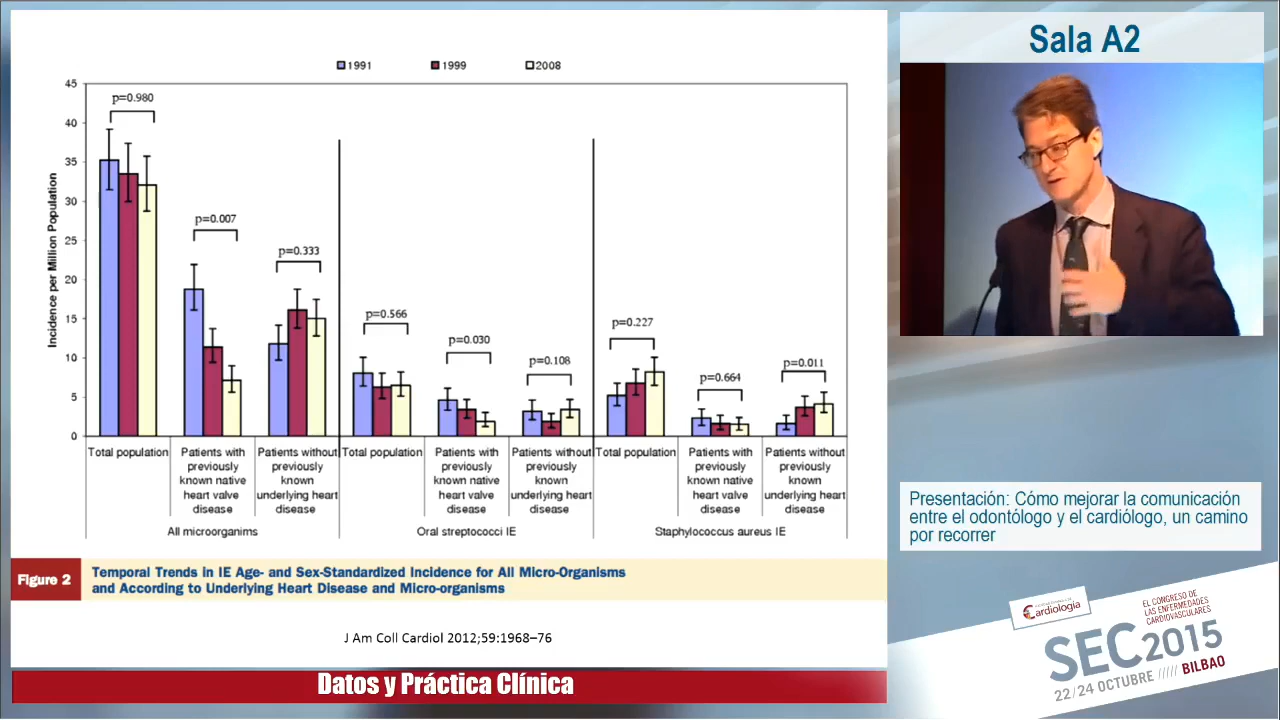 1991 1999 2008
Incidence per Million Population
45
40
35
30
25
20
15
10
5
0
p=0.980
p=0.007
p=0.333
p=0.566
p=0.030
p=0.108
p=0.227
p=0.664
p=0.011
Total population
Patients with
previously
known native
heart valve
disease
Patients without
previously
known
underlying heart
disease
Total population
Patients with
previously
known native
heart valve
disease
Patients without
previously
known
underlying heart
disease
Total population
Patients with
previously
known native
heart valve
disease
Patients without
previously
known
underlying heart
disease
All microorganims
Oral streptococci IE
Staphylococcus aureus IE
Figure 2
Temporal Trends in IE Age- and Sex-Standardized Incidence for All Micro-Organisms
and According to Underlying Heart Disease and Micro-organisms
J Am Coll Cardiol 2012;59:1968–76
Datos y Práctica Clínica
Sala A2
Presentación: Cómo mejorar la comunicación
entre el odontólogo y el cardiólogo, un camino
por recorrer
Cardiología
EL CONGRESO
DE LAS ENFERMEDADES
CARDIOVASCULARES
SEC2015
22/24 OCTUBRE ///// BILBAO